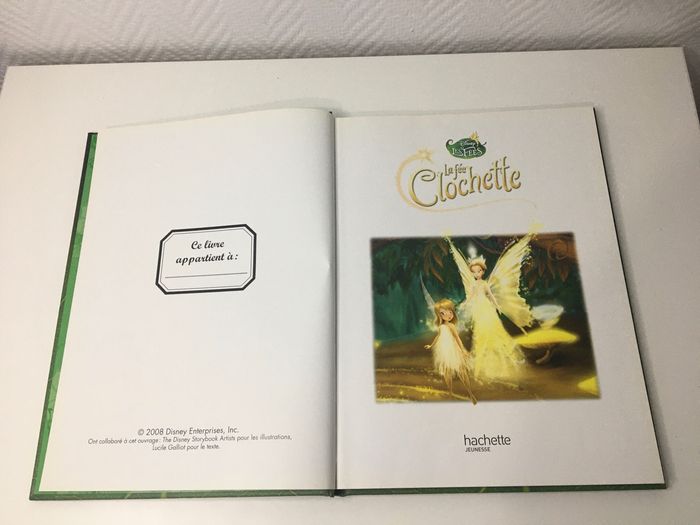 Ce livre
appartient à :
© 2008 Disney Enterprises, Inc.
Ont collaboré à cet ouvrage : The Disney Storybook Artists pour les illustrations,
Lucile Galliot pour le texte.
Disney
Les Fées
La fée
Clochette
hachette
JEUNESSE